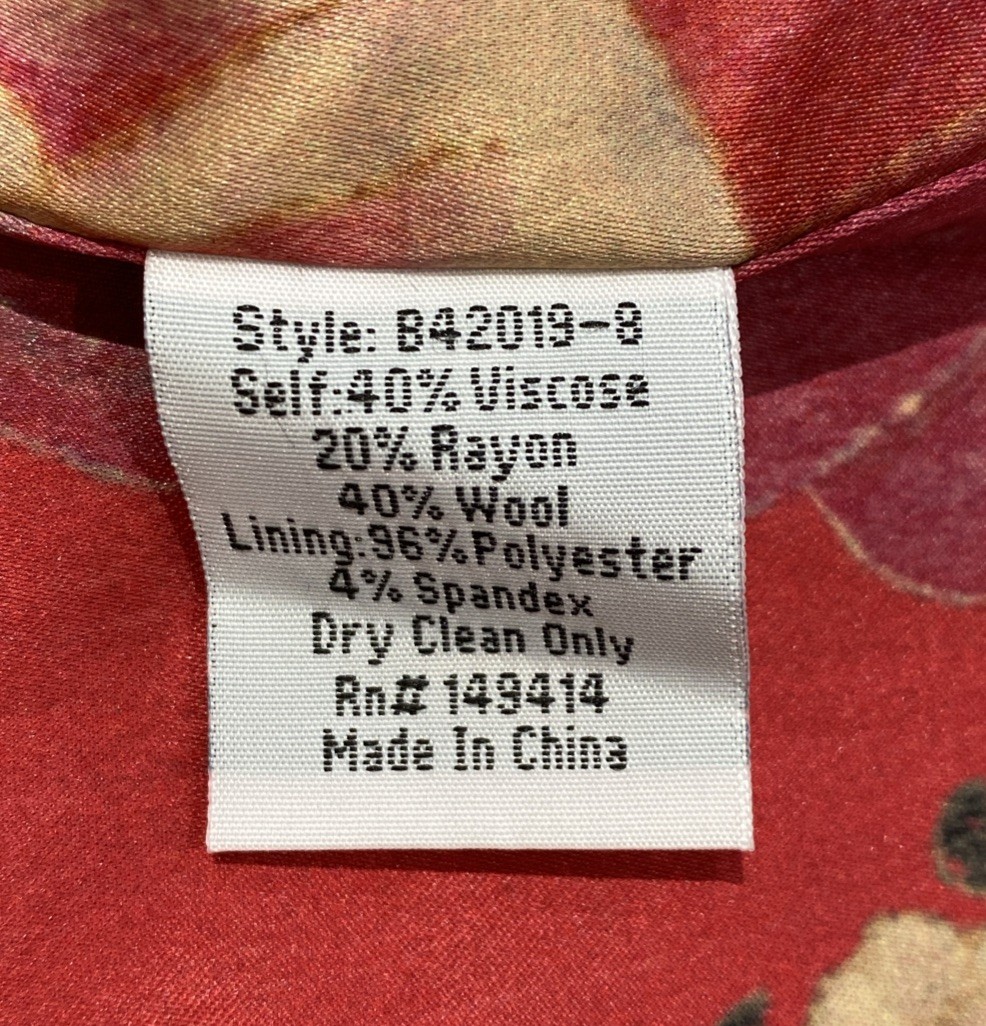 Style: B42019-8
Self:40% Viscose
20% Rayon
40% Wool
Lining:96%Polyester
4% Spandex
Dry Clean Only
Rn# 149414
Made In China